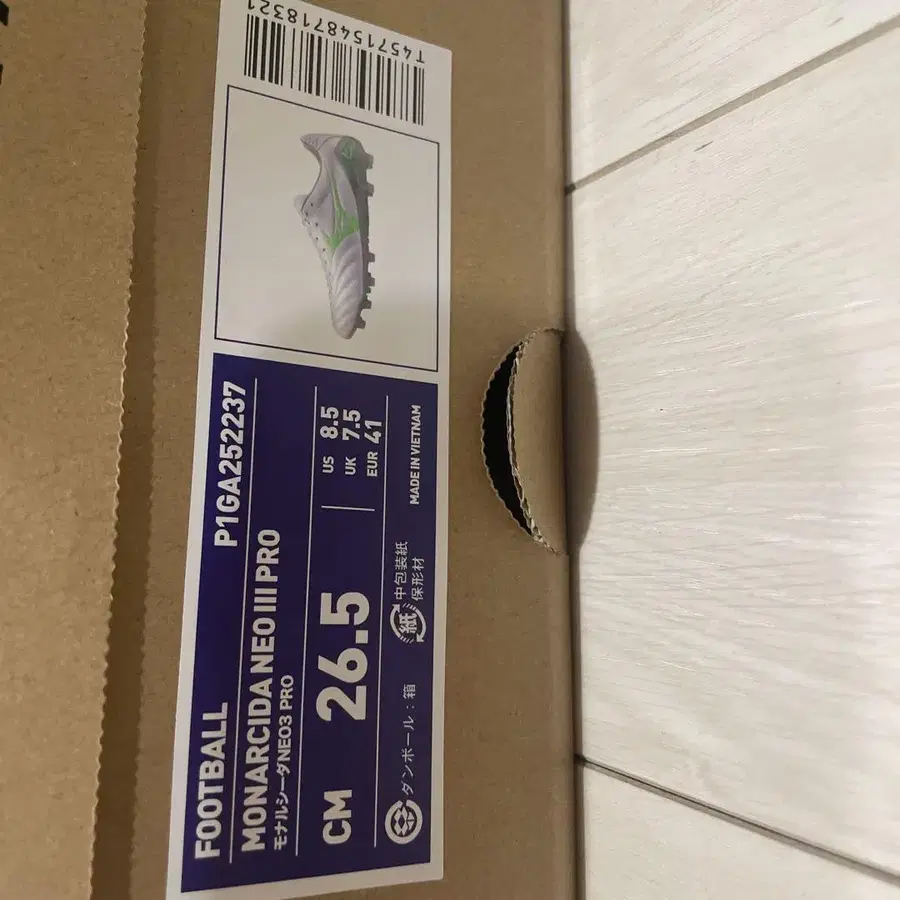 T4571548718321
FOOTBALL P1GA252237
MONARCIDA NEO III PRO
モナルシーダNEO3 PRO
CM 26.5
US 8.5
UK 7.5
EUR 41
ダンボール：箱
紙 中包装紙
保形材
MADE IN VIETNAM